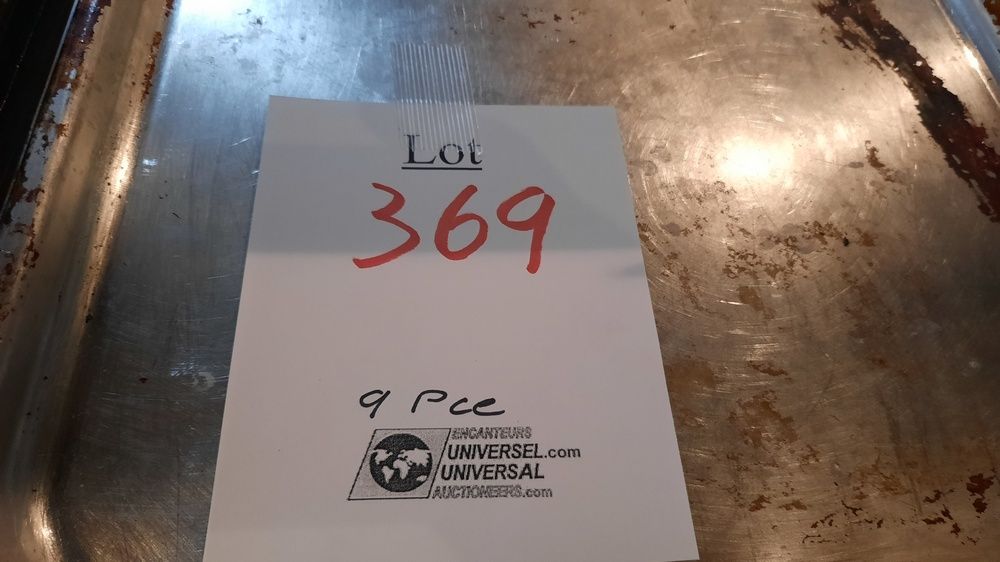 Lot
369
9 Pce
ENCANTEURS
UNIVERSEL.com
UNIVERSAL
AUCTIONEERS.com